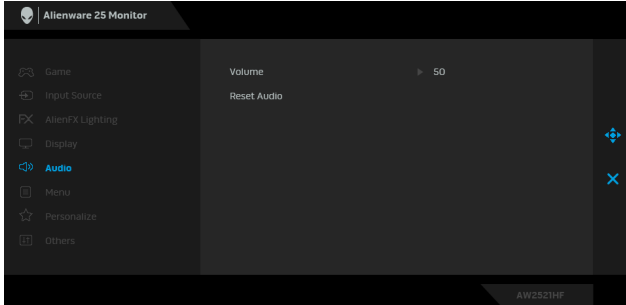 Alienware 25 Monitor
Game
Input Source
AlienFX Lighting
Display
Audio
Menu
Personalize
Others
Volume 50
Reset Audio
AW2521HF